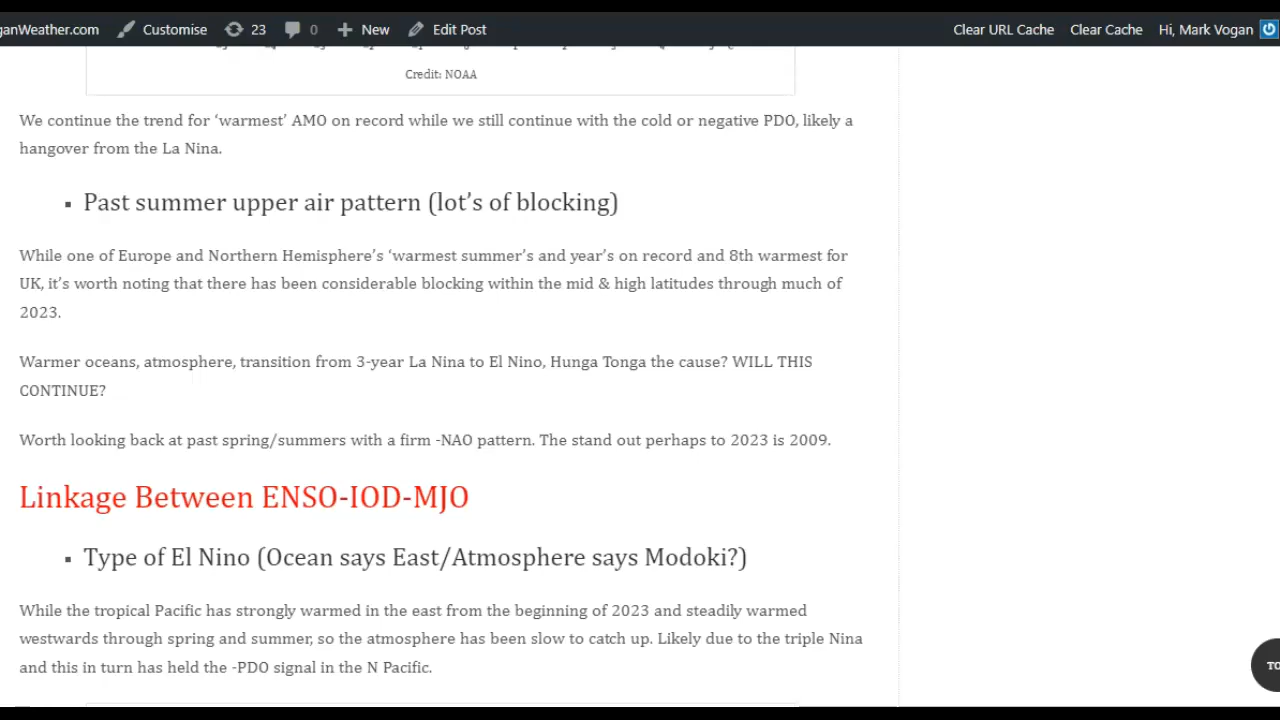 ganWeather.com Customise 23 0 New Edit Post Clear URL Cache Clear Cache Hi, Mark Vogan
Credit: NOAA
We continue the trend for ‘warmest’ AMO on record while we still continue with the cold or negative PDO, likely a
hangover from the La Nina.
▪ Past summer upper air pattern (lot’s of blocking)
While one of Europe and Northern Hemisphere’s ‘warmest summer’s and year’s on record and 8th warmest for
UK, it’s worth noting that there has been considerable blocking within the mid & high latitudes through much of
2023.
Warmer oceans, atmosphere, transition from 3-year La Nina to El Nino, Hunga Tonga the cause? WILL THIS
CONTINUE?
Worth looking back at past spring/summers with a firm -NAO pattern. The stand out perhaps to 2023 is 2009.
Linkage Between ENSO-IOD-MJO
▪ Type of El Nino (Ocean says East/Atmosphere says Modoki?)
While the tropical Pacific has strongly warmed in the east from the beginning of 2023 and steadily warmed
westwards through spring and summer, so the atmosphere has been slow to catch up. Likely due to the triple Nina
and this in turn has held the -PDO signal in the N Pacific.
TO